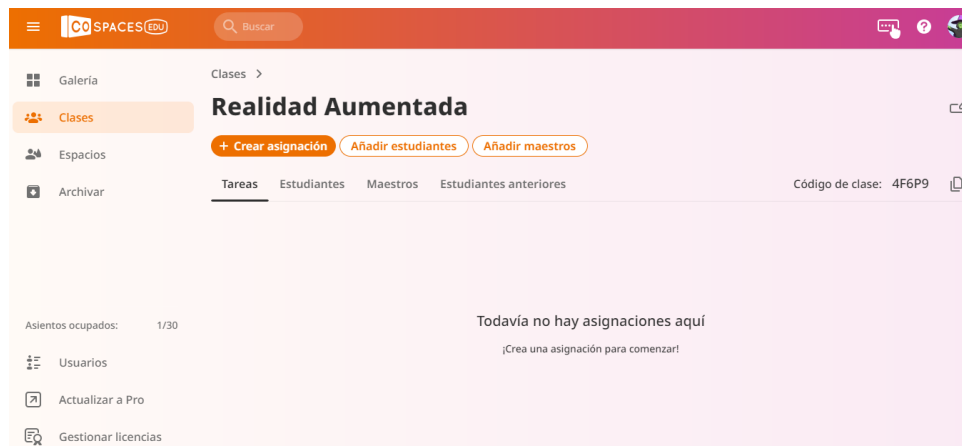 COSPACES EDU
Buscar
Galería
Clases
Espacios
Archivar
Asientos ocupados: 1/30
Usuarios
Actualizar a Pro
Gestionar licencias
Clases >
Realidad Aumentada
+ Crear asignación Añadir estudiantes Añadir maestros
Tareas Estudiantes Maestros Estudiantes anteriores Código de clase: 4F6P9
Todavía no hay asignaciones aquí
¡Crea una asignación para comenzar!